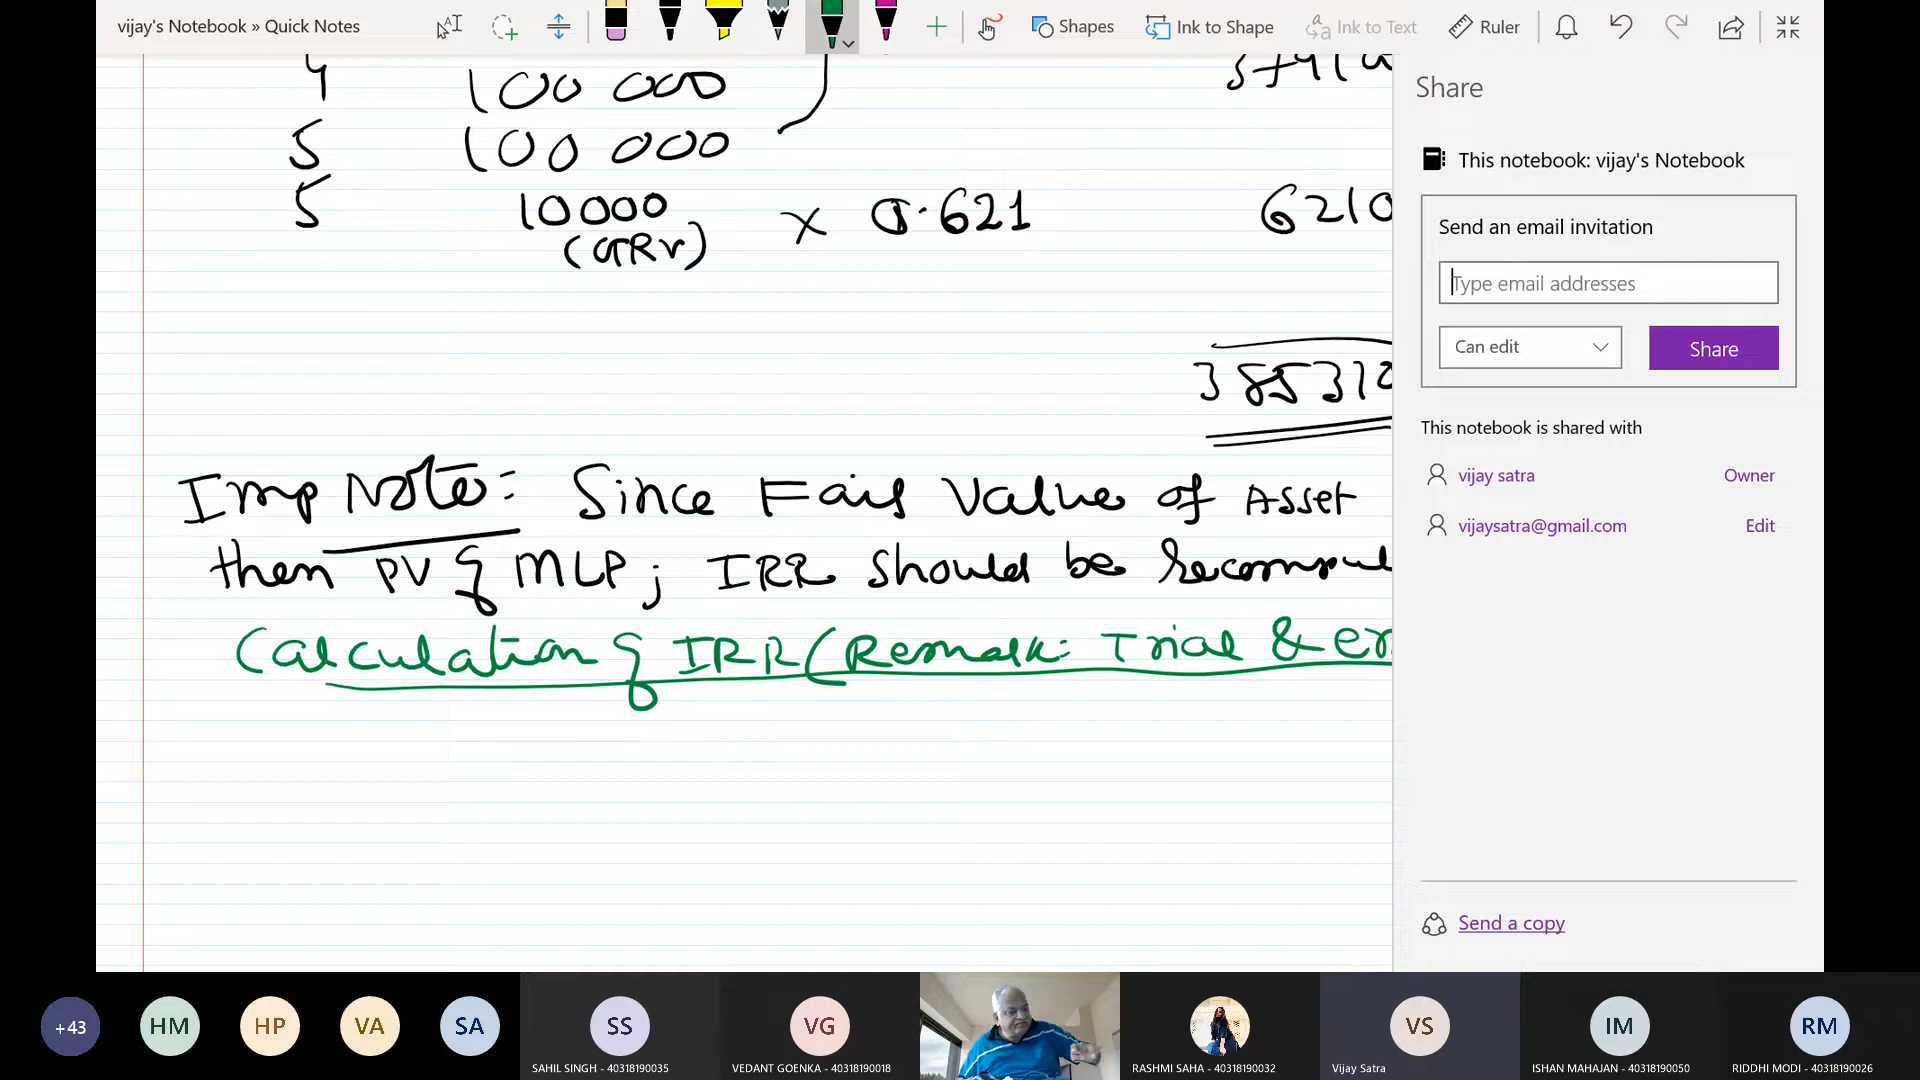 vijay's Notebook » Quick Notes
Shapes
Ink to Shape
Ink to Text
Ruler
4 100 000
5 100 000
5 10000 x 0.621 6210
(GRV)
385310
Imp Note: Since Fair Value of Asset
then PV of MLP; IRR should be recomput
Calculation of IRR (Remark: Trial & er
Share
This notebook: vijay's Notebook
Send an email invitation
Type email addresses
Can edit
Share
This notebook is shared with
vijay satra Owner
vijaysatra@gmail.com Edit
Send a copy
+43
HM
HP
VA
SA
SS
SAHIL SINGH - 40318190035
VG
VEDANT GOENKA - 40318190018
RASHMI SAHA - 40318190032
VS
Vijay Satra
IM
ISHAN MAHAJAN - 40318190050
RM
RIDDHI MODI - 40318190026